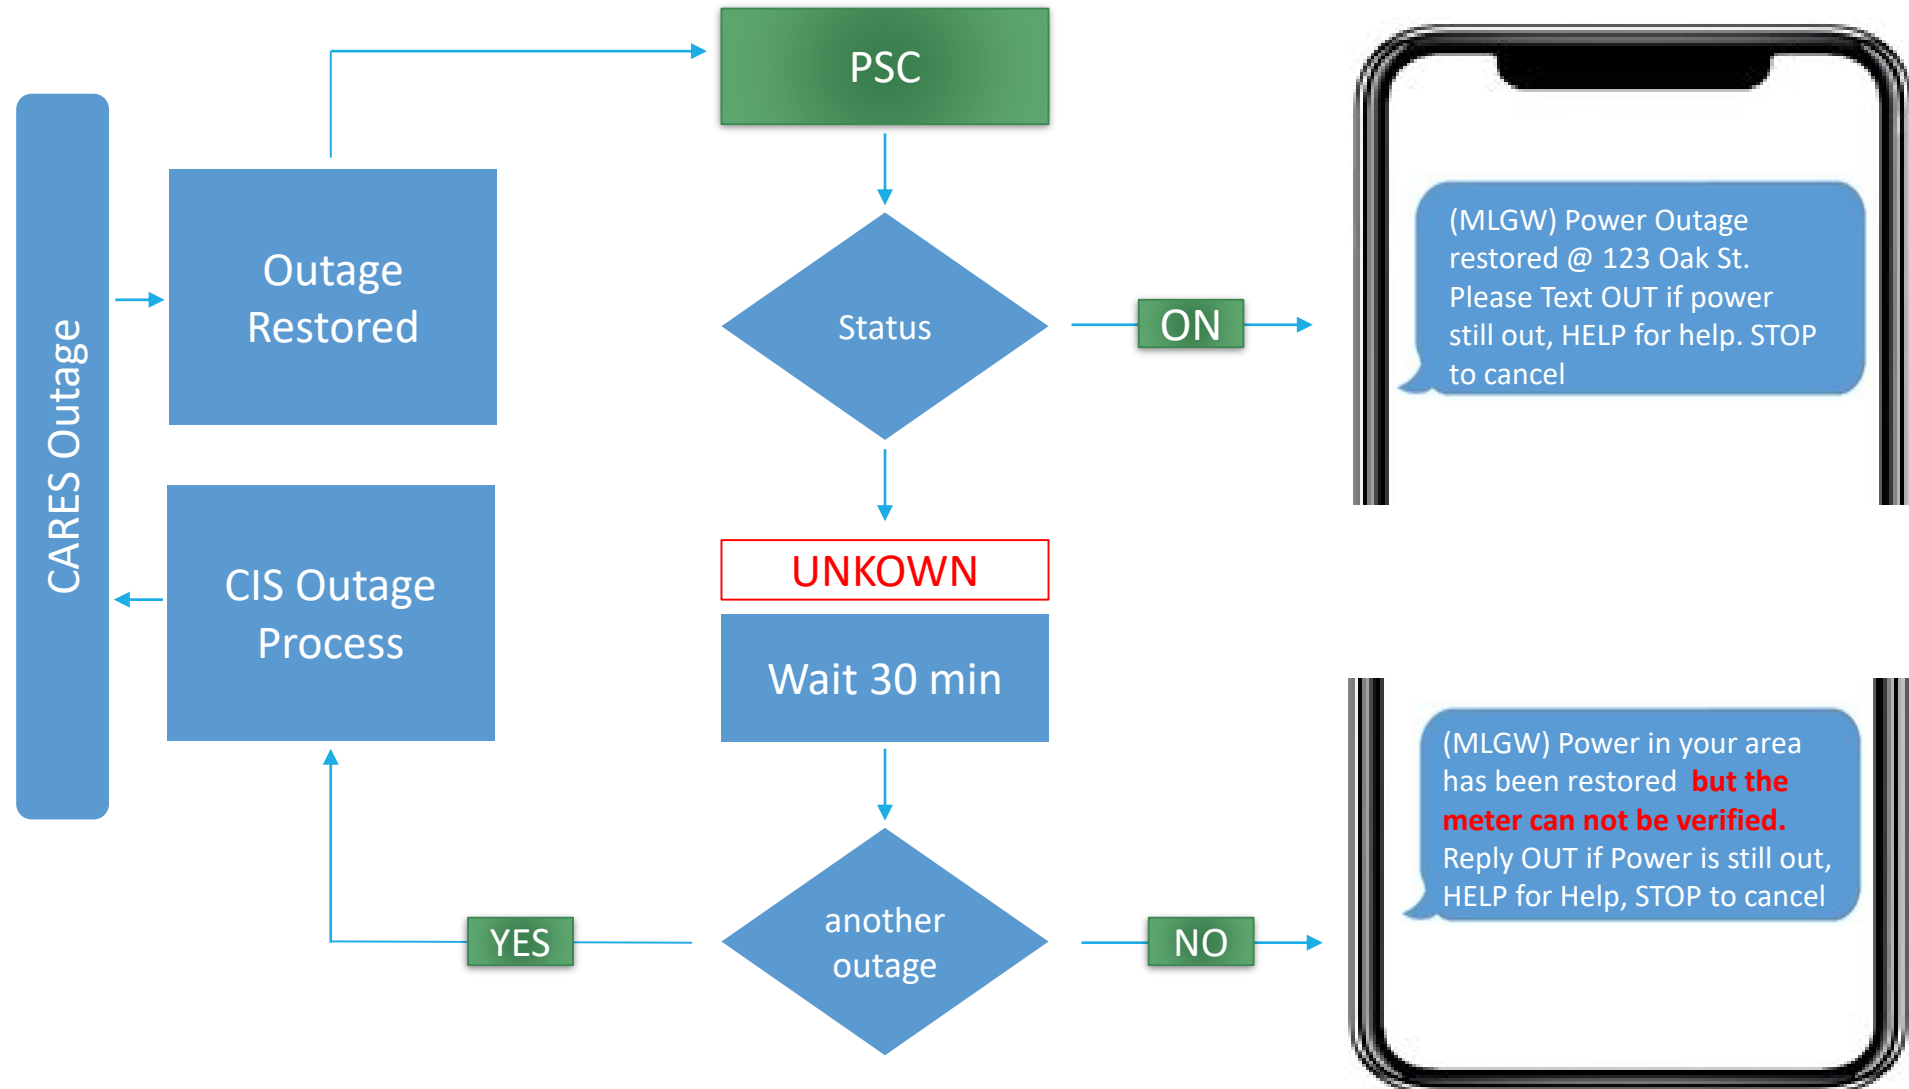 CARES Outage
Outage
Restored
CIS Outage
Process
PSC
Status
ON
UNKOWN
Wait 30 min
another
outage
YES
NO
(MLGW) Power Outage
restored @ 123 Oak St.
Please Text OUT if power
still out, HELP for help. STOP
to cancel
(MLGW) Power in your area
has been restored but the
meter can not be verified.
Reply OUT if Power is still out,
HELP for Help, STOP to cancel